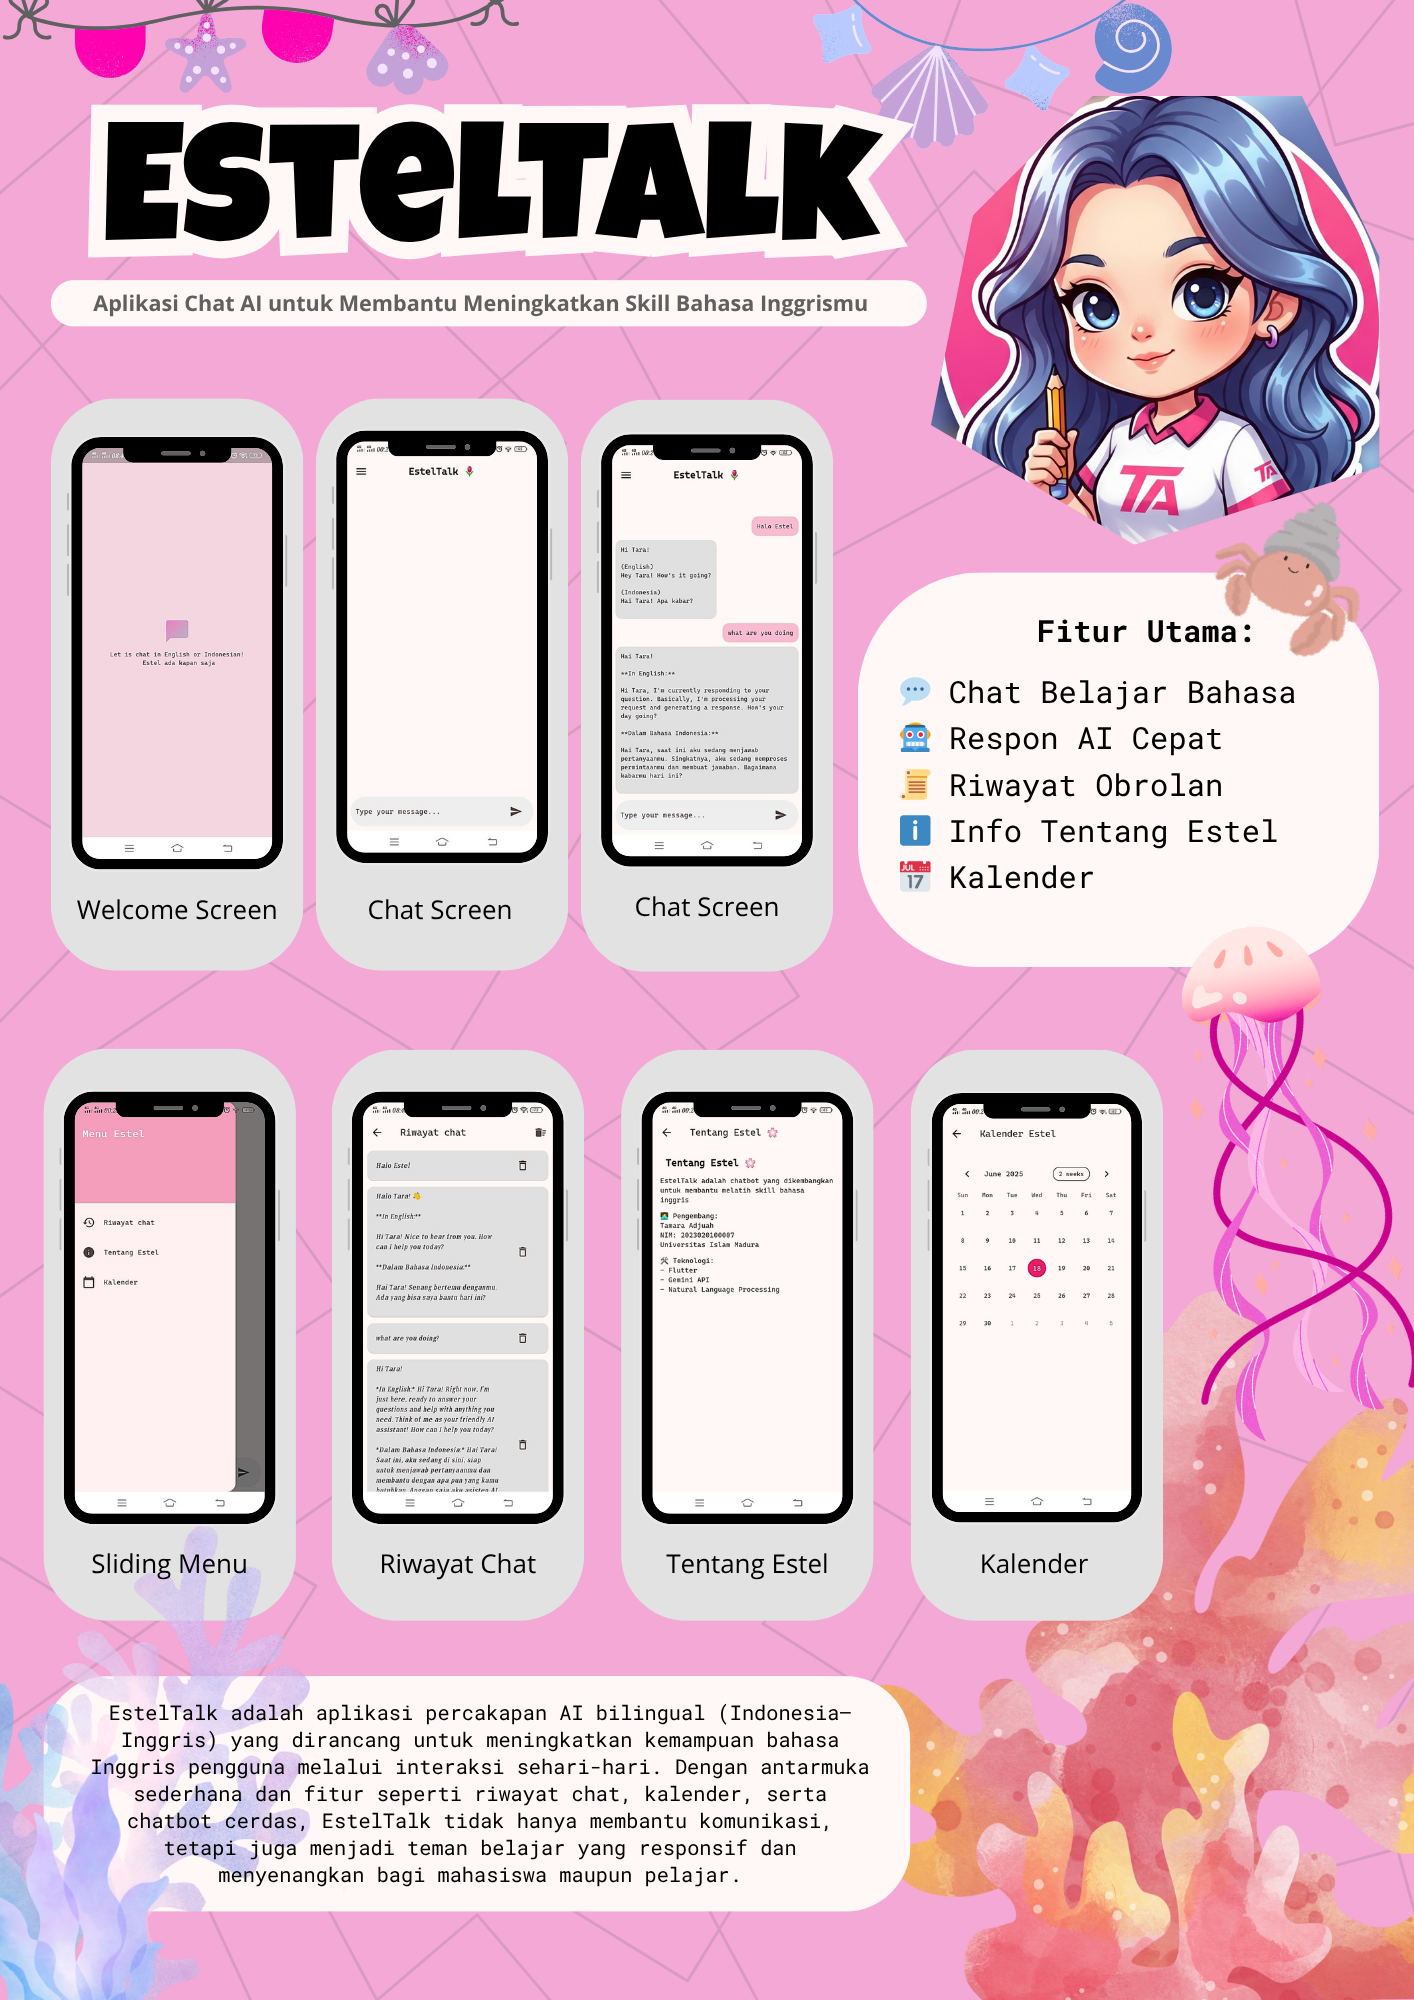 ESTELTALK
Aplikasi Chat AI untuk Membantu Meningkatkan Skill Bahasa Inggrismu
TA
TA
Let is chat in English or Indonesian!
Estel ada kapan saja
Welcome Screen
EstelTalk
Type your message...
Chat Screen
EstelTalk
Halo Estel
Hi Tara!
(English)
Hey Tara! How's it going?
(Indonesia)
Hai Tara! Apa kabar?
what are you doing
Hai Tara!
**In English:**
Hi Tara, I'm currently responding to your
question. Basically, I'm processing your
request and generating a response. How's your
day going?
**Dalam Bahasa Indonesia:**
Hai Tara, saat ini aku sedang menjawab
pertanyaanmu. Singkatnya, aku sedang memproses
permintaanmu dan membuat jawaban. Bagaimana
kabarmu hari ini?
Type your message...
Chat Screen
Fitur Utama:
Chat Belajar Bahasa
Respon AI Cepat
Riwayat Obrolan
Info Tentang Estel
Kalender
Menu Estel
Riwayat chat
Tentang Estel
Kalender
Sliding Menu
Riwayat chat
Halo Estel
Halo Tara!
**In English:**
Hi Tara! Nice to hear from you. How
can I help you today?
**Dalam Bahasa Indonesia:**
Hai Tara! Senang bertemu denganmu.
Ada yang bisa saya bantu hari ini?
what are you doing?
Hi Tara!
*In English:* Hi Tara! Right now, I'm
just here, ready to answer your
questions and help with anything you
need. Think of me as your friendly AI
assistant! How can I help you today?
*Dalam Bahasa Indonesia:* Hai Tara!
Saat ini, aku sedang di sini, siap
untuk menjawab pertanyaanmu dan
membantu dengan apa pun yang kamu
butuhkan. Anggap saja aku asisten AI
Riwayat Chat
Tentang Estel
Tentang Estel
EstelTalk adalah chatbot yang dikembangkan
untuk membantu melatih skill bahasa
inggris
Pengembang:
Tamara Adjuah
NIM: 2023020100087
Universitas Islam Madura
Teknologi:
- Flutter
- Gemini API
- Natural Language Processing
Tentang Estel
Kalender Estel
June 2025 2 weeks
Sun Mon Tue Wed Thu Fri Sat
1 2 3 4 5 6 7
8 9 10 11 12 13 14
15 16 17 18 19 20 21
22 23 24 25 26 27 28
29 30 1 2 3 4 5
Kalender
EstelTalk adalah aplikasi percakapan AI bilingual (Indonesia–
Inggris) yang dirancang untuk meningkatkan kemampuan bahasa
Inggris pengguna melalui interaksi sehari-hari. Dengan antarmuka
sederhana dan fitur seperti riwayat chat, kalender, serta
chatbot cerdas, EstelTalk tidak hanya membantu komunikasi,
tetapi juga menjadi teman belajar yang responsif dan
menyenangkan bagi mahasiswa maupun pelajar.